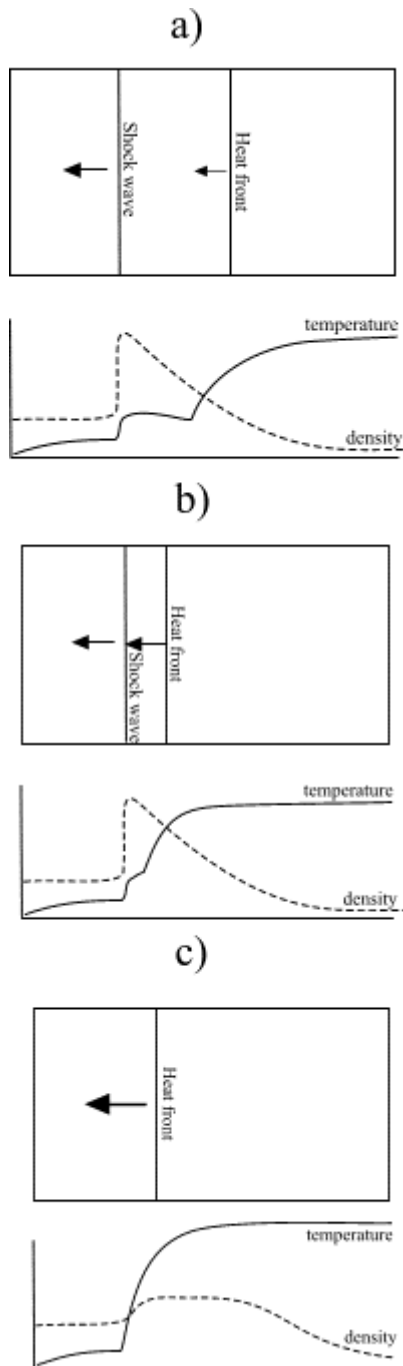 a)
Shock wave
Heat front
temperature
density
b)
Shock wave
Heat front
temperature
density
c)
Heat front
temperature
density